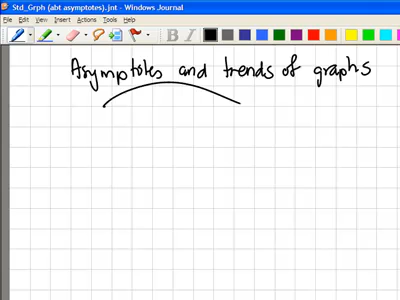 Std_Grph (abt asymptotes).jnt - Windows Journal
File Edit View Insert Actions Tools Help
Asymptotes and trends of graphs